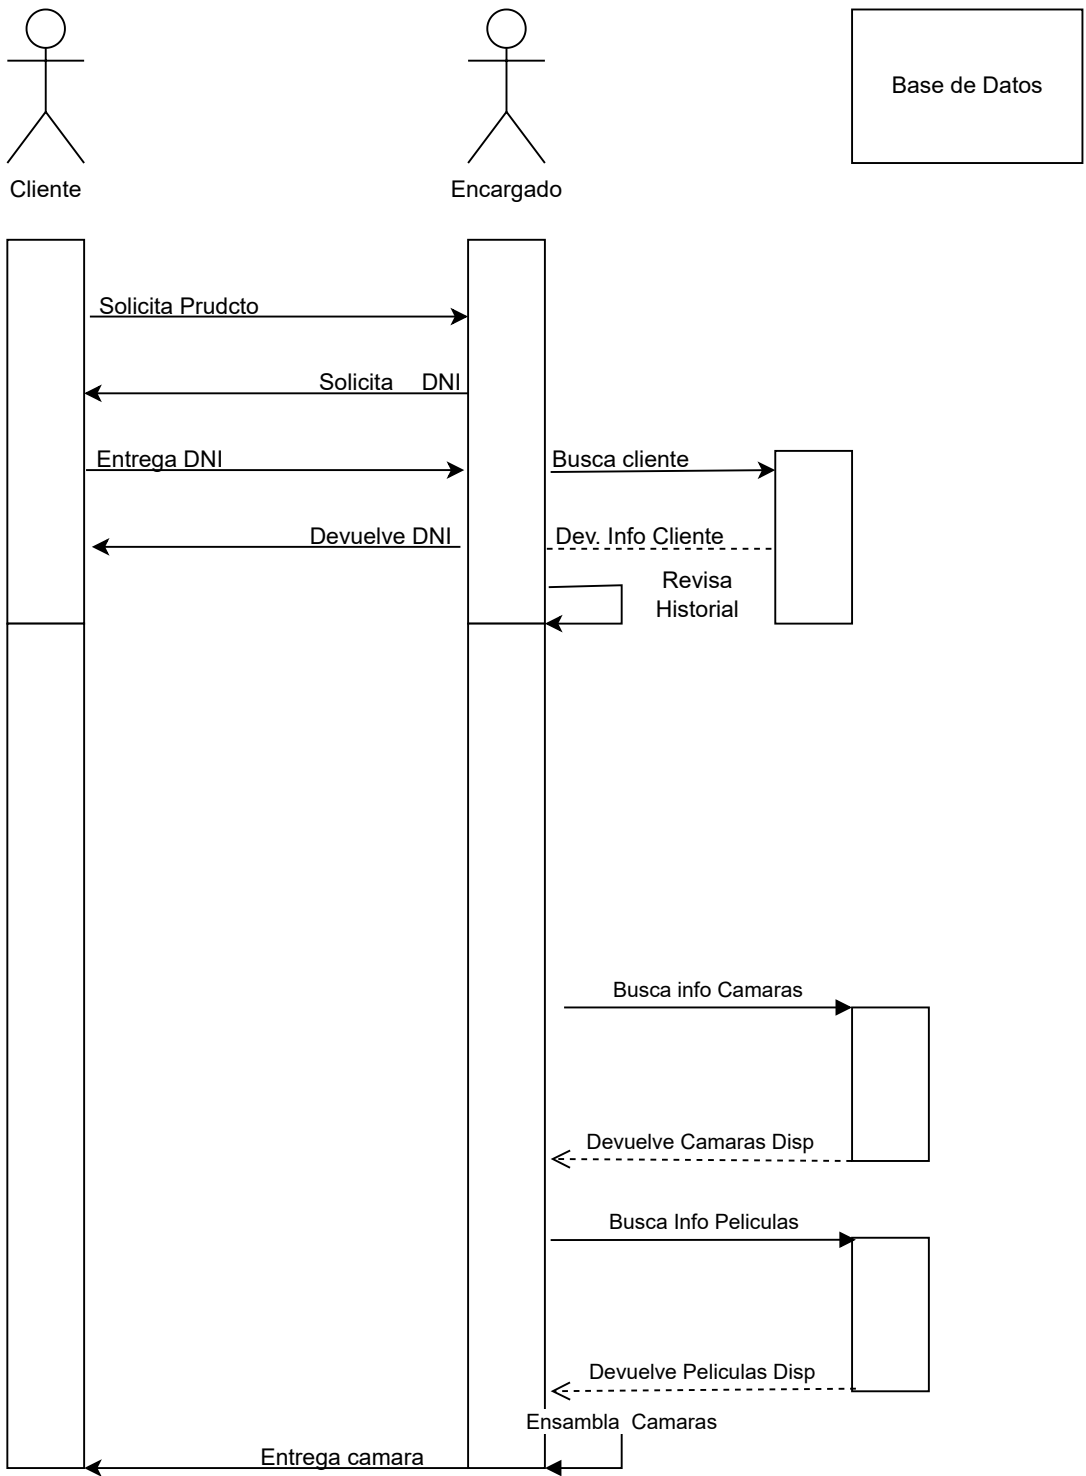 Base de Datos
Cliente
Encargado
Solicita Prudcto
Solicita DNI
Entrega DNI
Busca cliente
Devuelve DNI
Dev. Info Cliente
Revisa
Historial
Busca info Camaras
Devuelve Camaras Disp
Busca Info Peliculas
Devuelve Peliculas Disp
Ensambla Camaras
Entrega camara